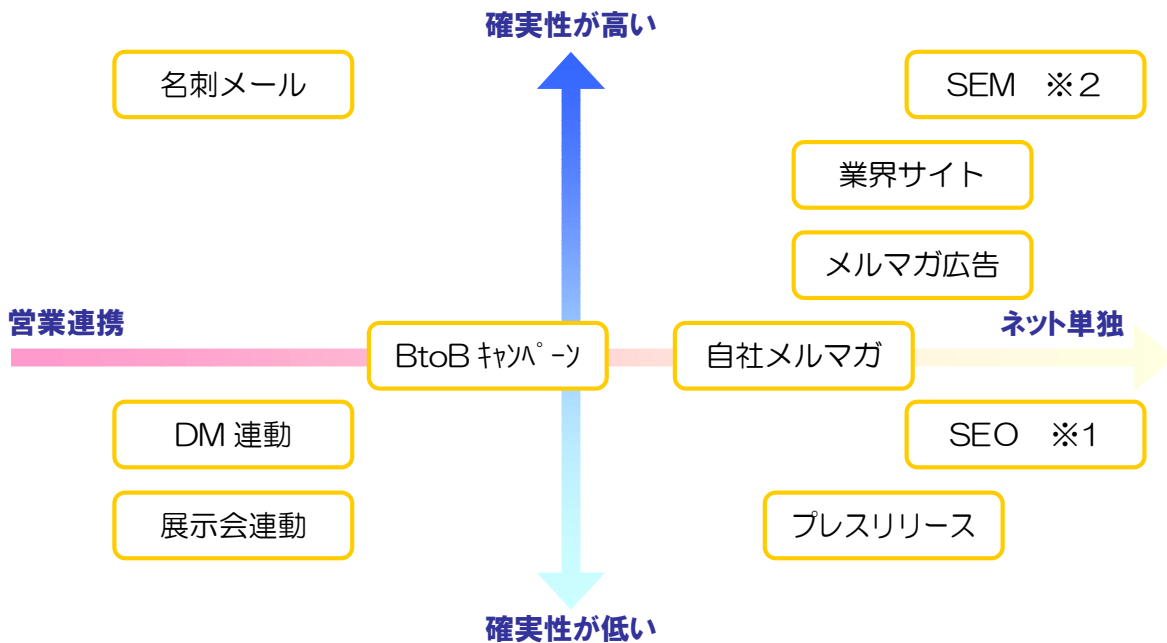 確実性が高い
名刺メール
SEM ※2
業界サイト
メルマガ広告
営業連携
ネット単独
BtoB ｷｬﾝﾍﾟｰﾝ
自社メルマガ
DM 連動
SEO ※1
展示会連動
プレスリリース
確実性が低い